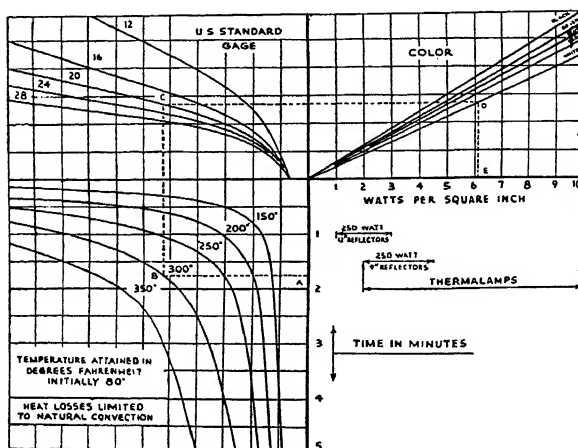 12
U S STANDARD
GAGE
COLOR
16
20
24
28
C
D
E
1 2 3 4 5 6 7 8 9 10
WATTS PER SQUARE INCH
150°
200°
250°
300°
350°
B
A
1
2
3
4
5
250 WATT
12" REFLECTORS
250 WATT
9" REFLECTORS
THERMALAMPS
TIME IN MINUTES
TEMPERATURE ATTAINED IN
DEGREES FAHRENHEIT
INITIALLY 80°
HEAT LOSSES LIMITED
TO NATURAL CONVECTION